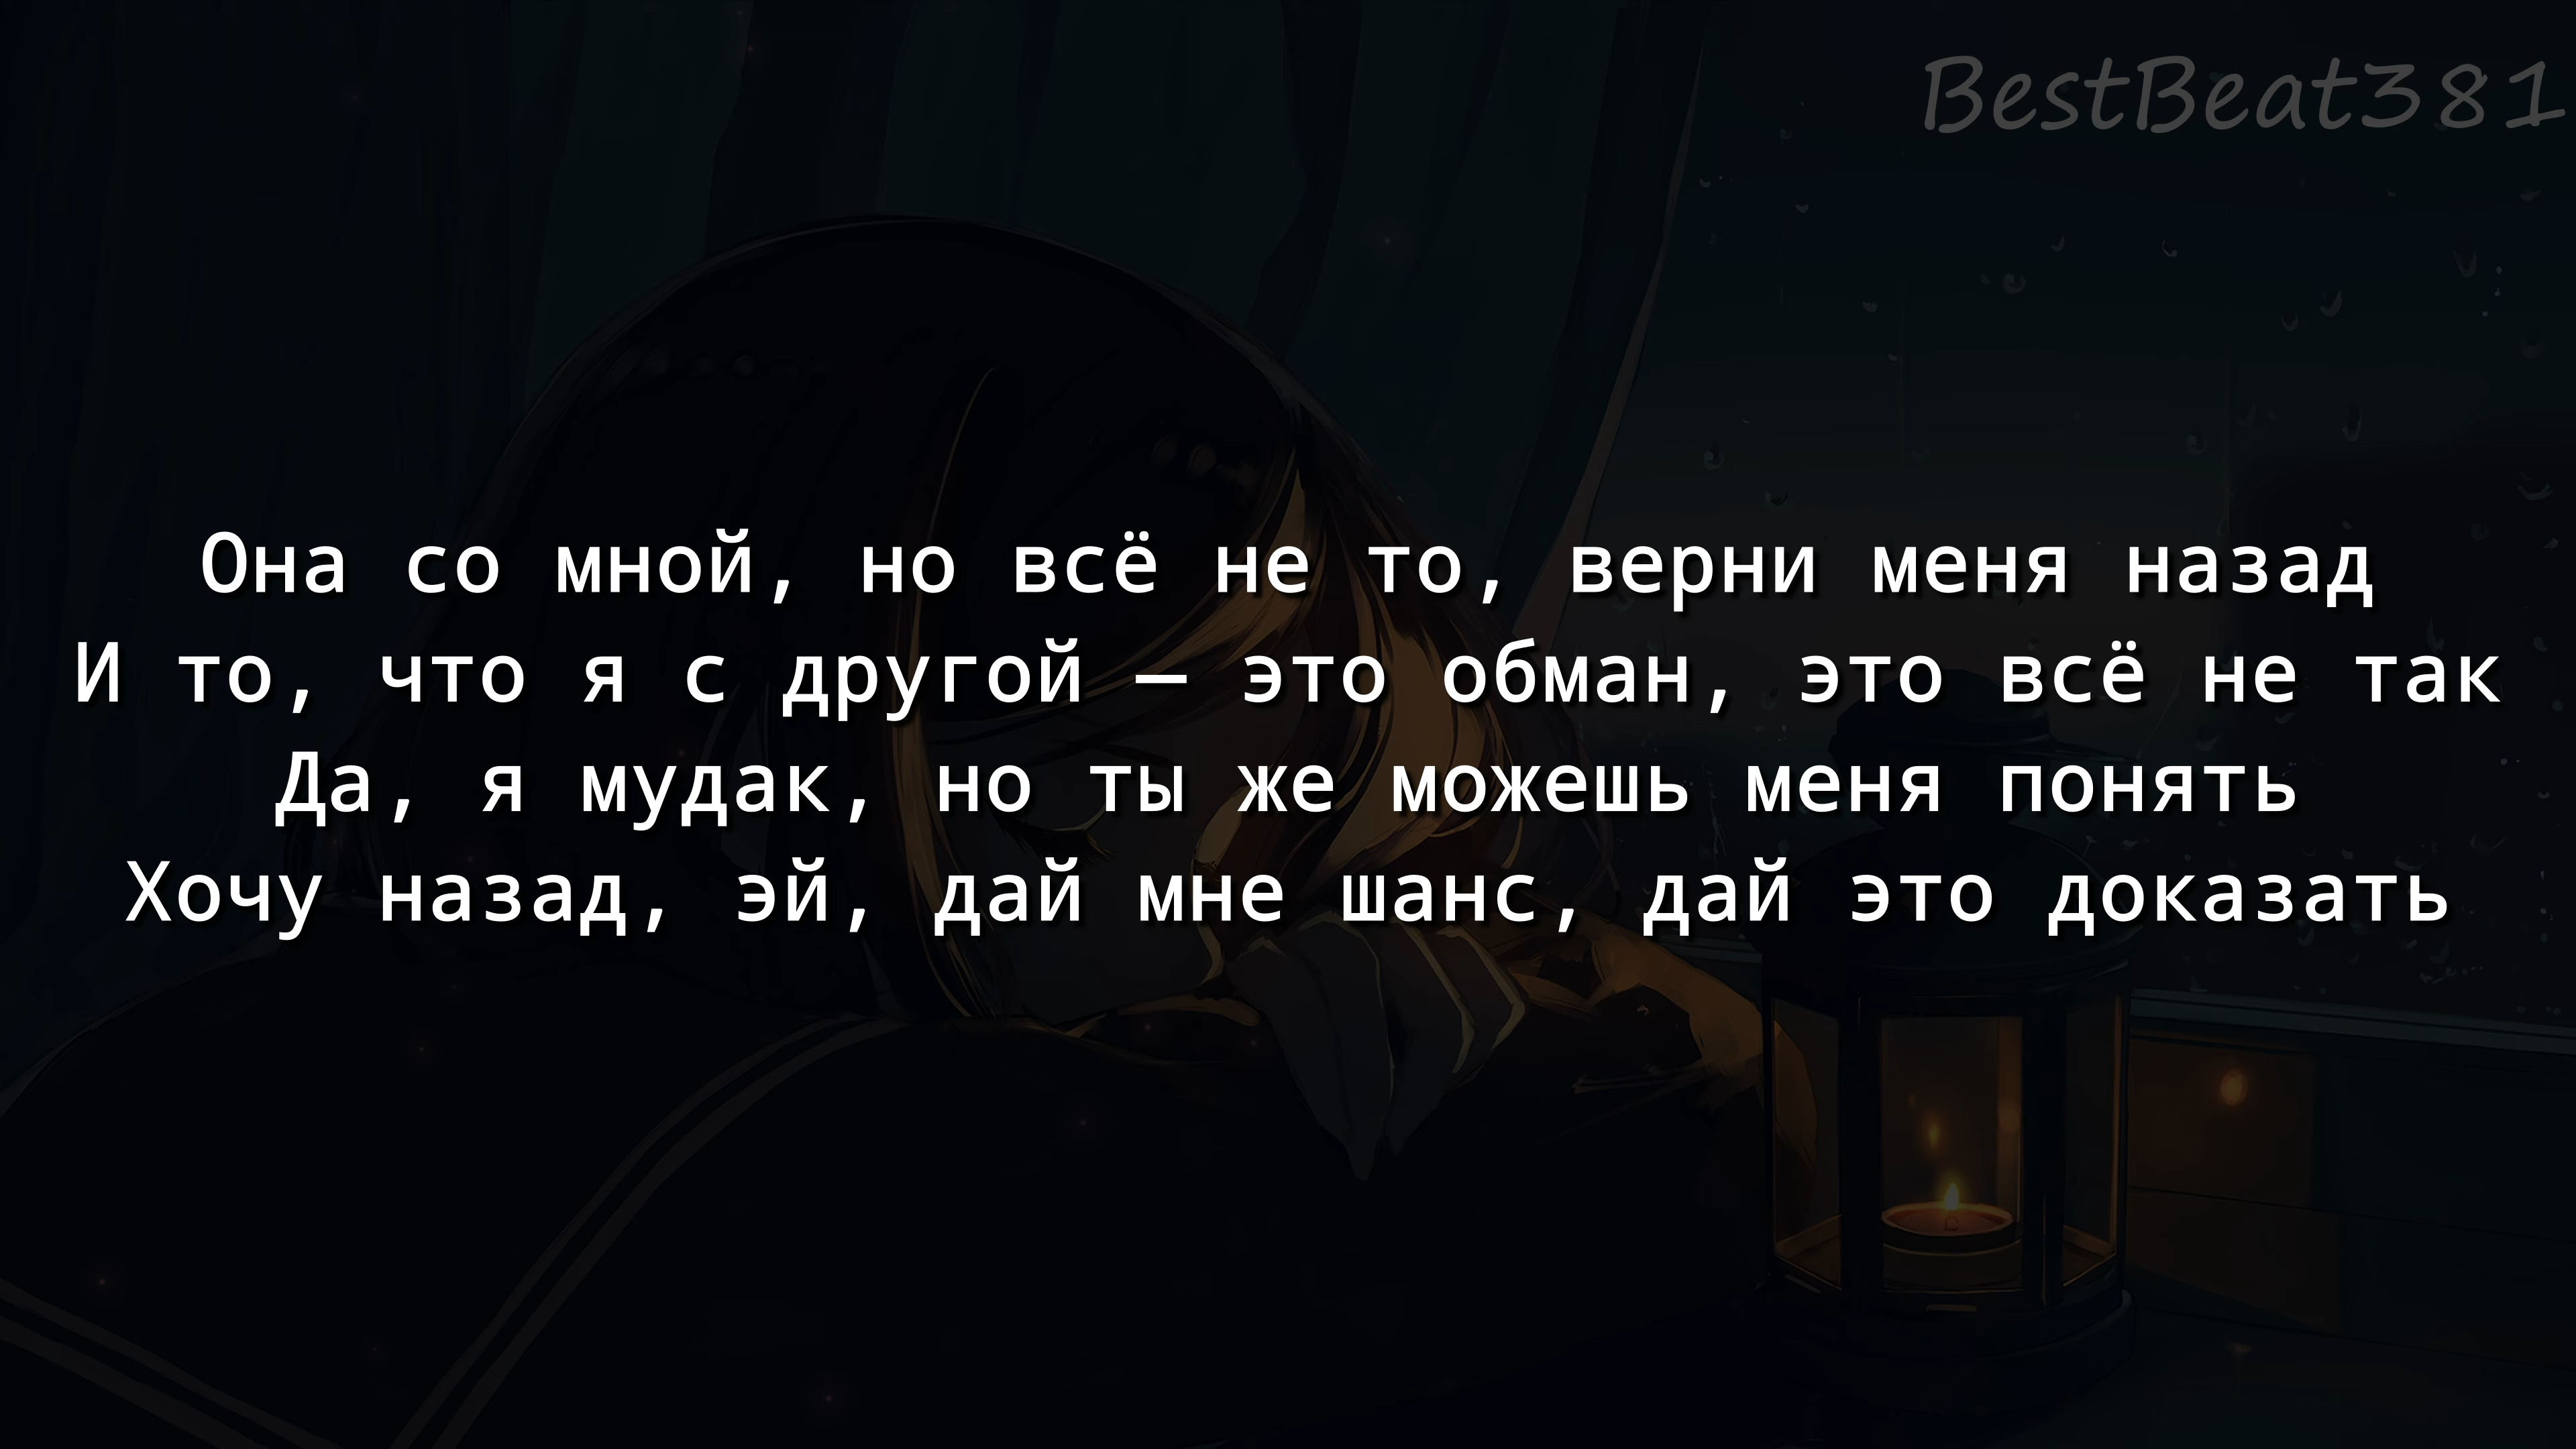 BestBeat381
Она со мной, но всё не то, верни меня назад
И то, что я с другой — это обман, это всё не так
Да, я мудак, но ты же можешь меня понять
Хочу назад, эй, дай мне шанс, дай это доказать